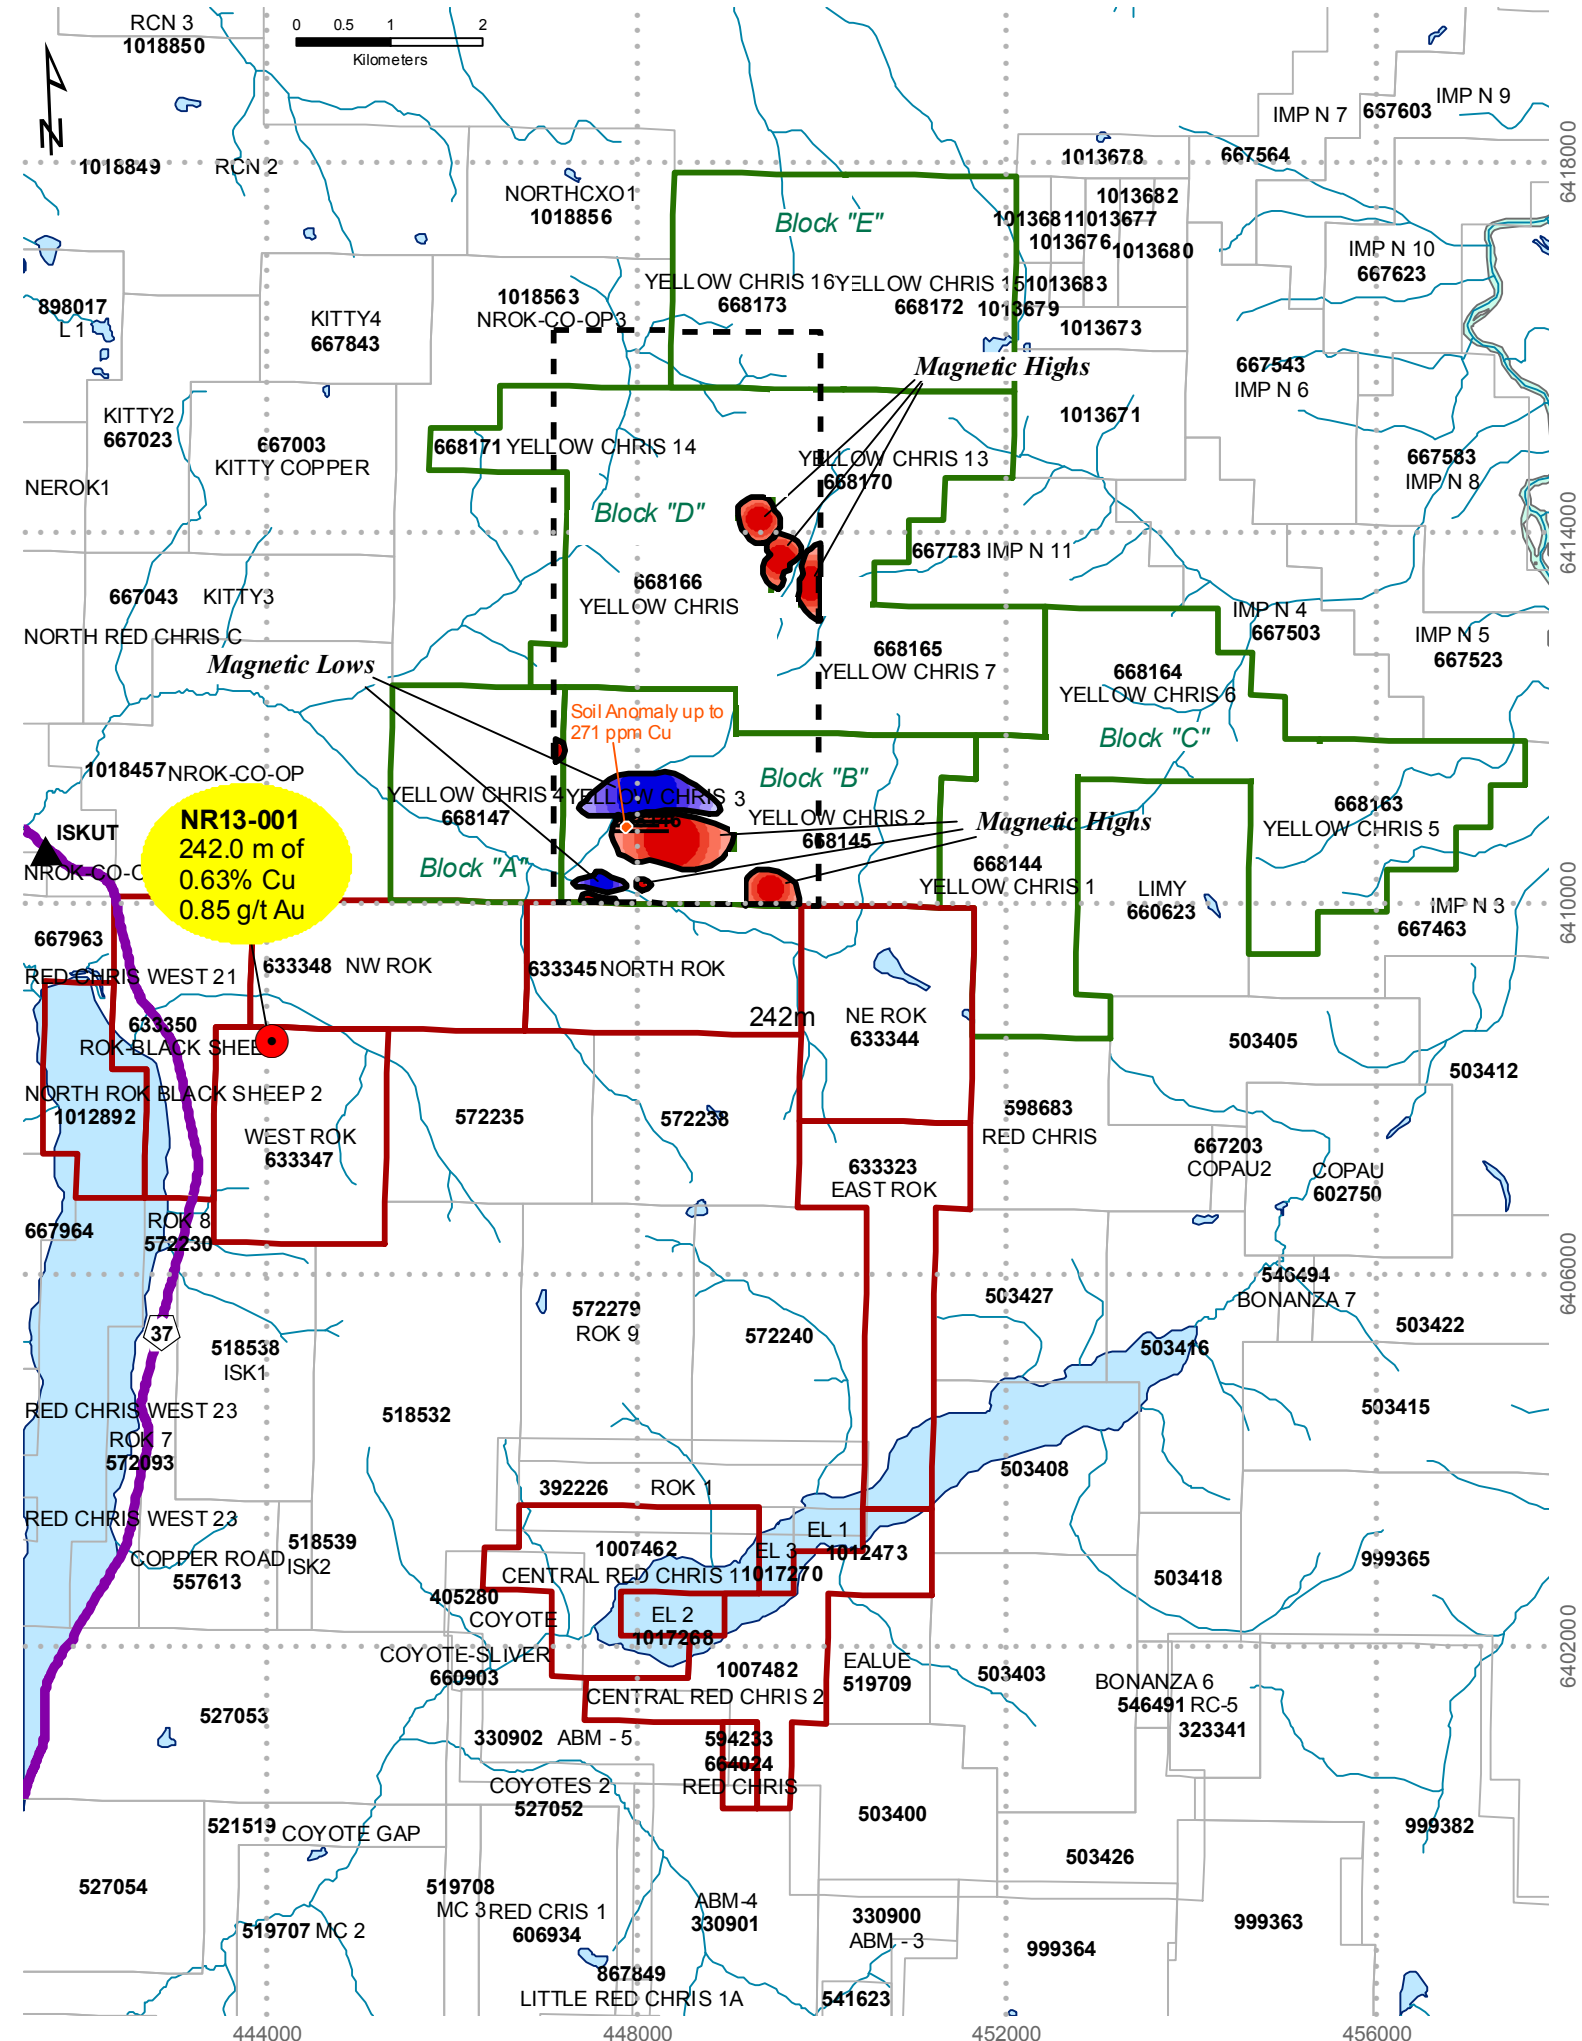 RCN 3
1018850
0 0.5 1 2
Kilometers
N
IMP N 9
IMP N 7
667603
1018849
RCN 2
1013678
667564
6418000
NORTHCXO1
1018856
Block "E"
1013682
1013681
1013677
1013676
1013680
IMP N 10
667623
YELLOW CHRIS 16
668173
YELLOW CHRIS 15
668172
1013683
1013679
1013673
898017
L 1
1018563
NROK-CO-OP3
KITTY4
667843
Magnetic Highs
667543
IMP N 6
KITTY2
667023
667003
KITTY COPPER
668171 YELLOW CHRIS 14
YELLOW CHRIS 13
668170
1013671
667583
IMP N 8
NEROK1
Block "D"
667783 IMP N 11
6414000
668166
YELLOW CHRIS
667043 KITTY3
NORTH RED CHRIS C
IMP N 4
667503
IMP N 5
667523
Magnetic Lows
668165
YELLOW CHRIS 7
668164
YELLOW CHRIS 6
Soil Anomaly up to
271 ppm Cu
Block "C"
1018457 NROK-CO-OP
Block "B"
YELLOW CHRIS 4
668147
YELLOW CHRIS 3
YELLOW CHRIS 2
668145
668163
YELLOW CHRIS 5
ISKUT
NR13-001
242.0 m of
0.63% Cu
0.85 g/t Au
Magnetic Highs
NROK-CO-O
Block "A"
668144
YELLOW CHRIS 1
LIMY
660623
IMP N 3
667463
6410000
667963
RED CHRIS WEST 21
633348 NW ROK
633345 NORTH ROK
242m
NE ROK
633344
633350
ROK-BLACK SHEE
503405
503412
NORTH ROK BLACK SHEEP 2
1012892
572235
572238
598683
RED CHRIS
WEST ROK
633347
633323
EAST ROK
667203
COPAU2
COPAU
602750
667964
ROK 8
572230
6406000
546494
BONANZA 7
503427
572279
ROK 9
572240
503422
37
518538
ISK1
503416
RED CHRIS WEST 23
518532
503415
ROK 7
572093
503408
392226 ROK 1
RED CHRIS WEST 23
518539
ISK2
EL 1
1012473
1007462
CENTRAL RED CHRIS 1
EL 3
1017270
COPPER ROAD
557613
999365
503418
405280
COYOTE
EL 2
1017268
6402000
COYOTE-SLIVER
660903
1007482
CENTRAL RED CHRIS 2
EALUE
519709
503403
BONANZA 6
546491 RC-5
323341
527053
330902 ABM - 5
594233
664024
RED CHRIS
COYOTES 2
527052
503400
521519 COYOTE GAP
999382
503426
527054
519708
MC 3
RED CRIS 1
606934
ABM-4
330901
330900
ABM - 3
519707 MC 2
999363
999364
867849
LITTLE RED CHRIS 1A
541623
444000
448000
452000
456000